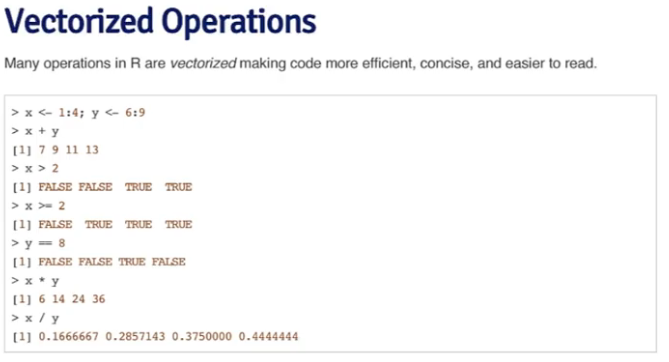 Vectorized Operations
Many operations in R are vectorized making code more efficient, concise, and easier to read.
> x <- 1:4; y <- 6:9
> x + y
[1] 7 9 11 13
> x > 2
[1] FALSE FALSE TRUE TRUE
> x >= 2
[1] FALSE TRUE TRUE TRUE
> y == 8
[1] FALSE FALSE TRUE FALSE
> x * y
[1] 6 14 24 36
> x / y
[1] 0.1666667 0.2857143 0.3750000 0.4444444